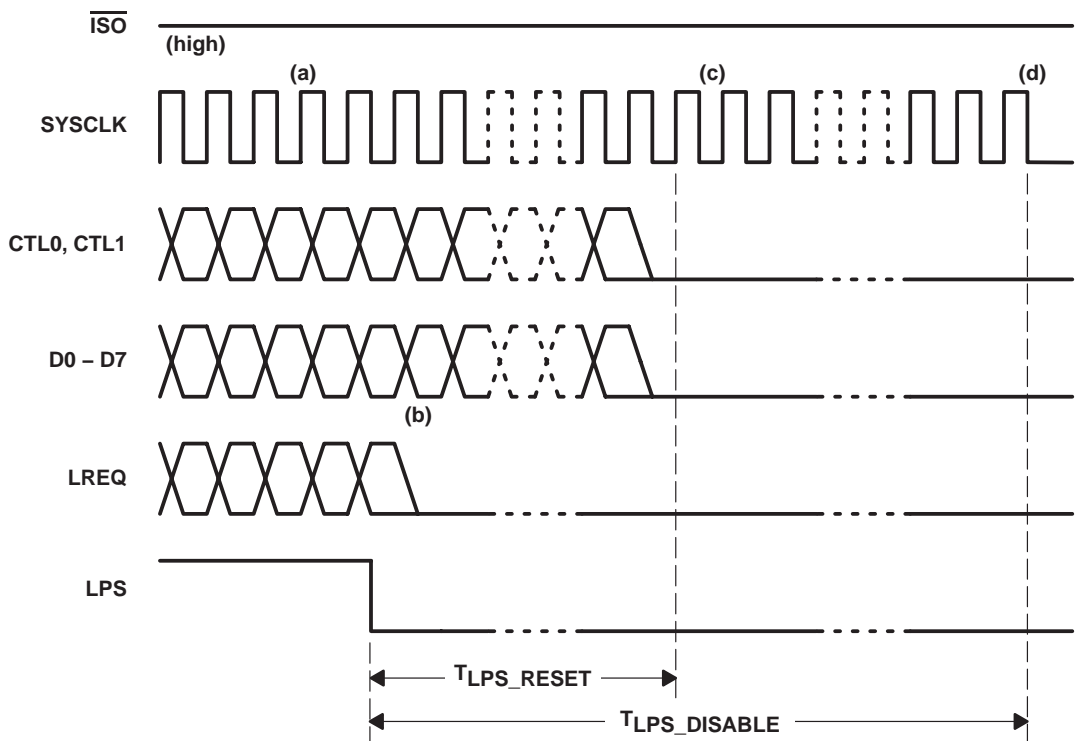 ISO
(high)
(a)
(c)
(d)
SYSCLK
CTL0, CTL1
D0 – D7
(b)
LREQ
LPS
TLPS_RESET
TLPS_DISABLE